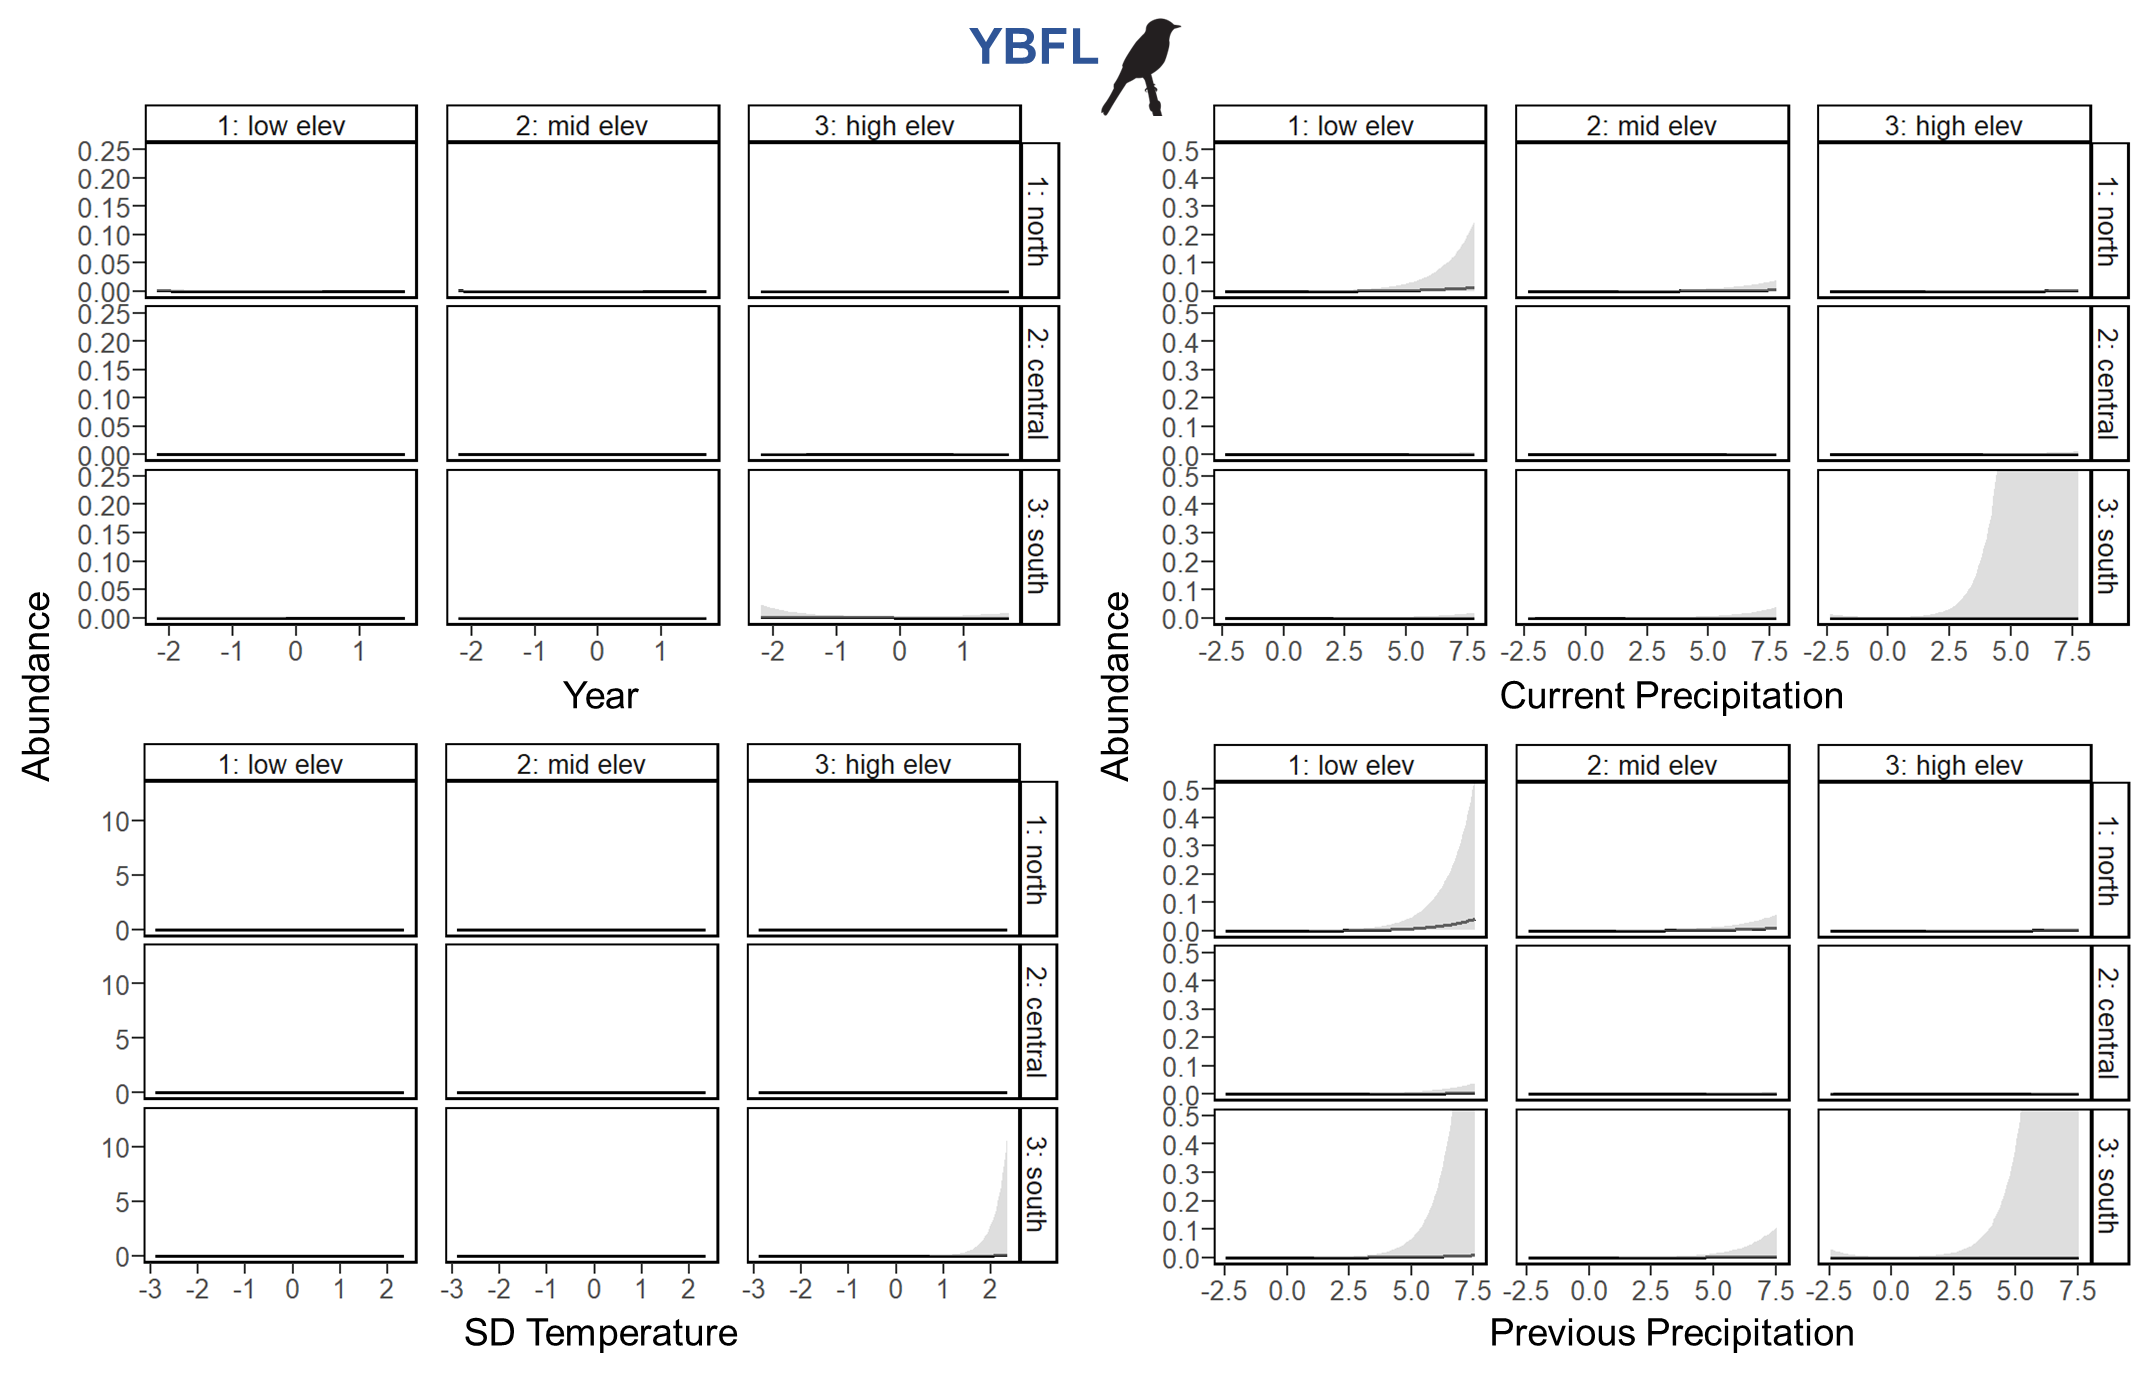 YBFL
1: low elev 2: mid elev 3: high elev
0.25
0.20
0.15
0.10
0.05
0.00
1: north
0.25
0.20
0.15
0.10
0.05
0.00
2: central
0.25
0.20
0.15
0.10
0.05
0.00
3: south
-2 -1 0 1 -2 -1 0 1 -2 -1 0 1
Year
Abundance
1: low elev 2: mid elev 3: high elev
0.5
0.4
0.3
0.2
0.1
0.0
1: north
0.5
0.4
0.3
0.2
0.1
0.0
2: central
0.5
0.4
0.3
0.2
0.1
0.0
3: south
-2.5 0.0 2.5 5.0 7.5 -2.5 0.0 2.5 5.0 7.5 -2.5 0.0 2.5 5.0 7.5
Current Precipitation
Abundance
1: low elev 2: mid elev 3: high elev
10
5
0
1: north
10
5
0
2: central
10
5
0
3: south
-3 -2 -1 0 1 2 -3 -2 -1 0 1 2 -3 -2 -1 0 1 2
SD Temperature
1: low elev 2: mid elev 3: high elev
0.5
0.4
0.3
0.2
0.1
0.0
1: north
0.5
0.4
0.3
0.2
0.1
0.0
2: central
0.5
0.4
0.3
0.2
0.1
0.0
3: south
-2.5 0.0 2.5 5.0 7.5 -2.5 0.0 2.5 5.0 7.5 -2.5 0.0 2.5 5.0 7.5
Previous Precipitation